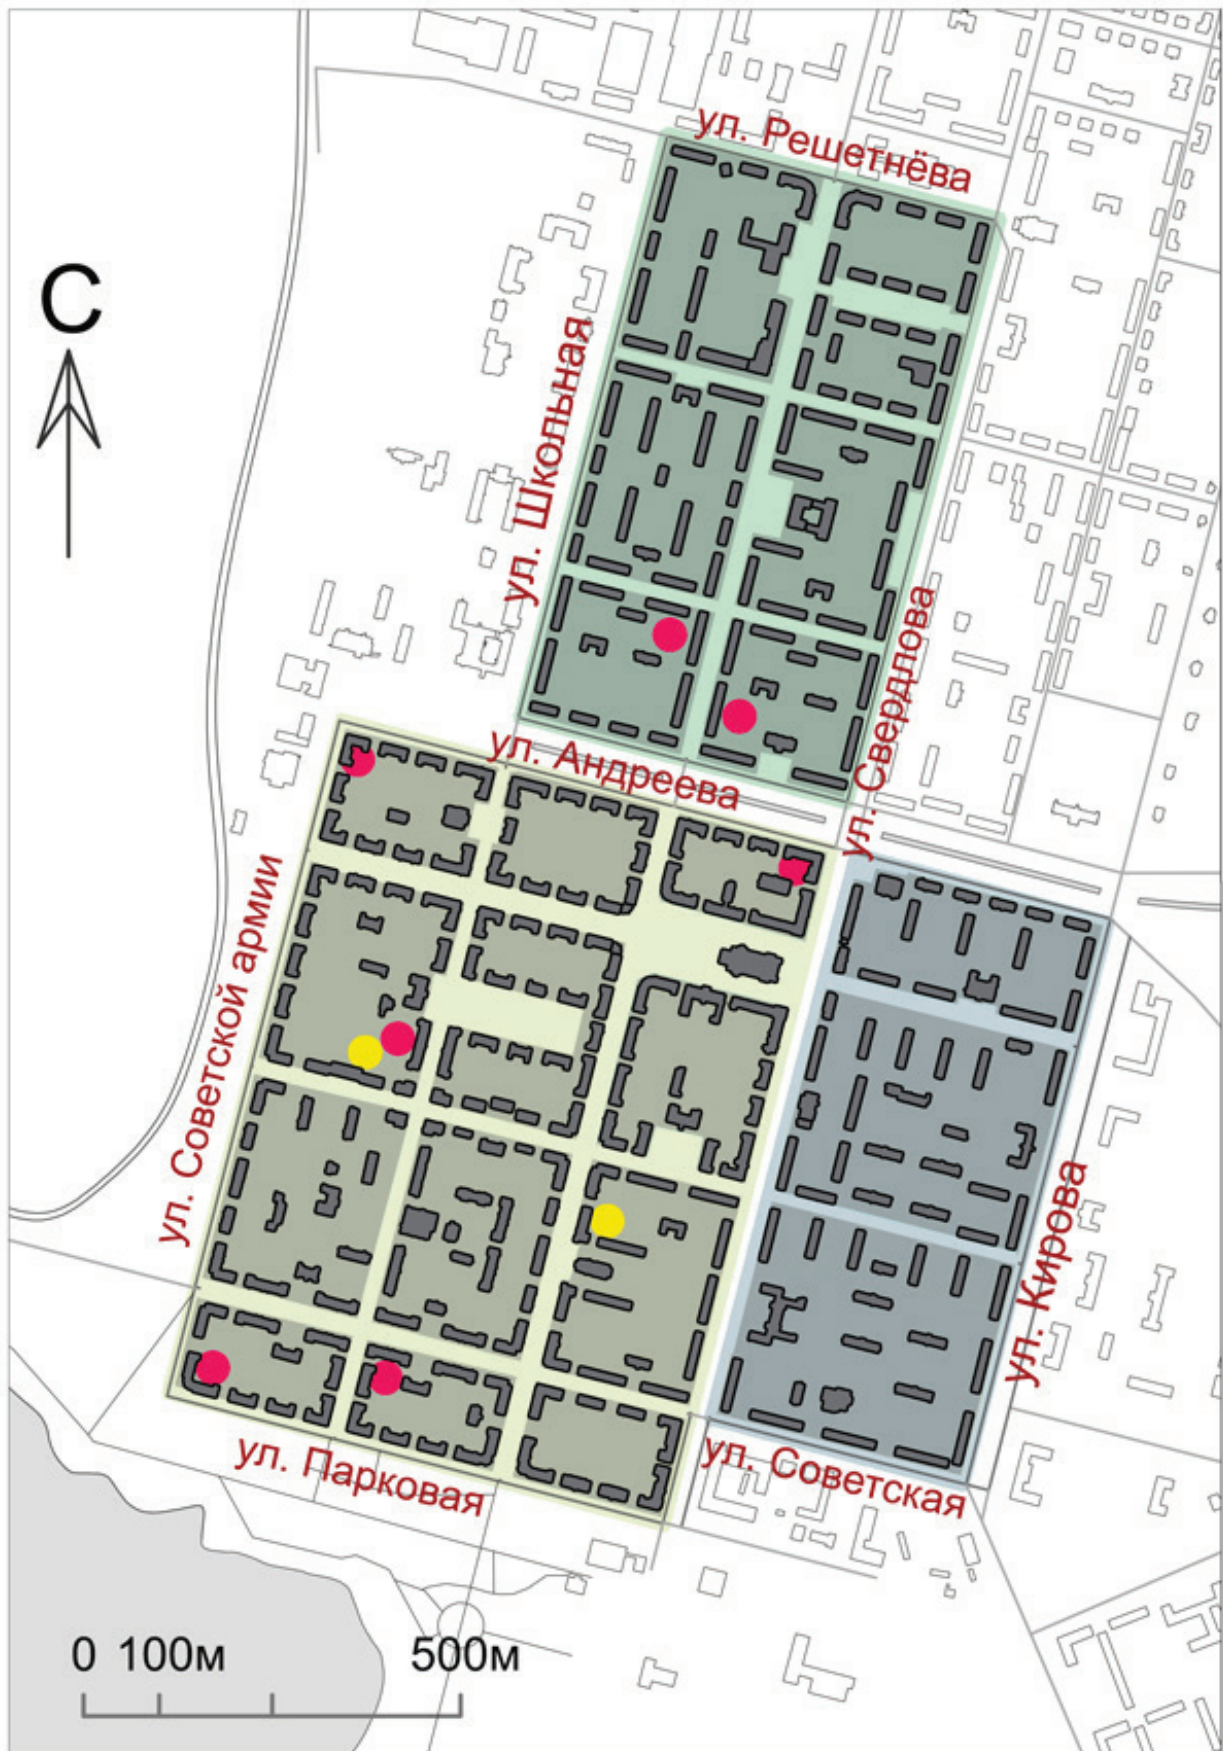 ул. Решетнёва
С
ул. Школьная
ул. Свердлова
ул. Андреева
ул. Советской армии
ул. Кирова
ул. Парковая
ул. Советская
0 100м 500м